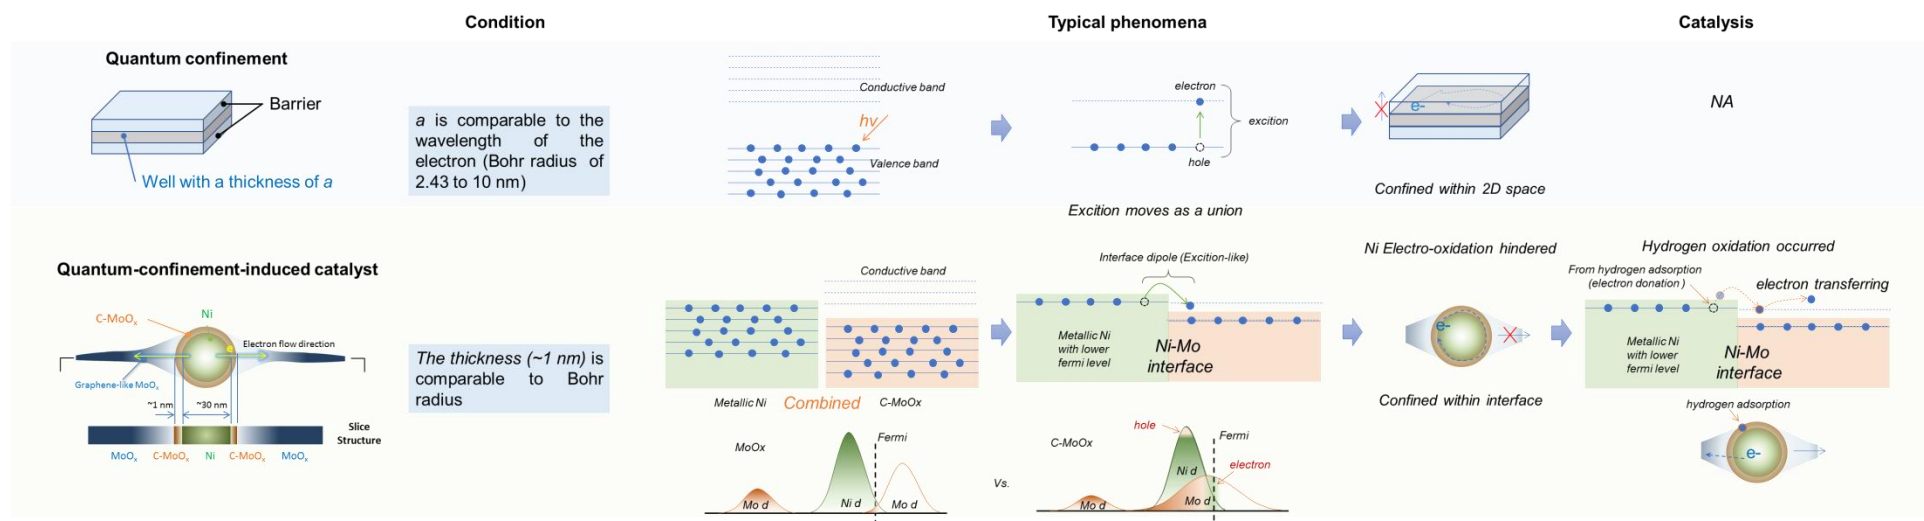 Condition
Typical phenomena
Catalysis
Quantum confinement
Barrier
Well with a thickness of a
a is comparable to the
wavelength of the
electron (Bohr radius of
2.43 to 10 nm)
Conductive band
hv
Valence band
electron
excition
hole
Excition moves as a union
e-
Confined within 2D space
NA
Quantum-confinement-induced catalyst
C-MoOx
Ni
e
Electron flow direction
Graphene-like MoOx
~1 nm
~30 nm
Slice
Structure
MoOx
C-MoOx
Ni
C-MoOx
MoOx
The thickness (~1 nm) is
comparable to Bohr
radius
Conductive band
Metallic Ni
Combined
C-MoOx
Interface dipole (Excition-like)
Metallic Ni
with lower
fermi level
Ni-Mo
interface
Ni Electro-oxidation hindered
e-
Confined within interface
Hydrogen oxidation occurred
From hydrogen adsorption
(electron donation)
electron transferring
Metallic Ni
with lower
fermi level
Ni-Mo
interface
hydrogen adsorption
e-
MoOx
Fermi
Mo d
Ni d
Mo d
Vs.
C-MoOx
hole
Fermi
electron
Ni d
Mo d
Mo d